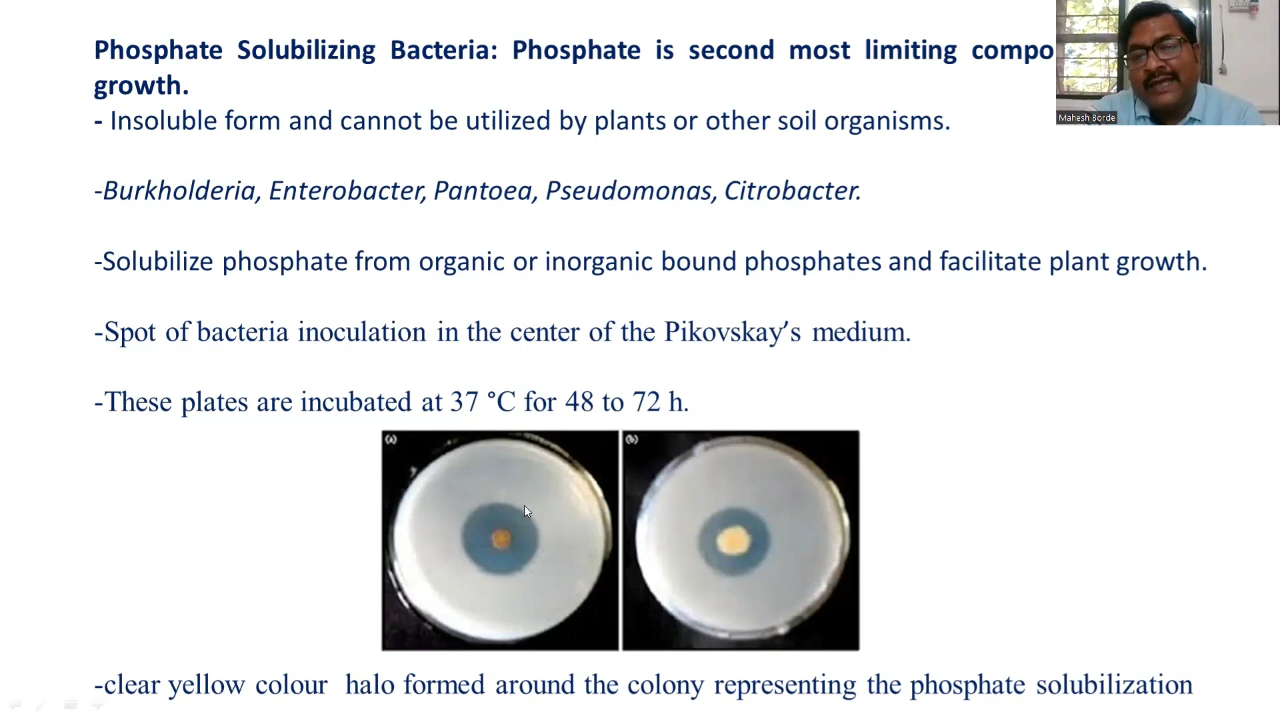 Phosphate Solubilizing Bacteria: Phosphate is second most limiting
growth.
- Insoluble form and cannot be utilized by plants or other soil organisms.
Mahesh Borde
-Burkholderia, Enterobacter, Pantoea, Pseudomonas, Citrobacter.
-Solubilize phosphate from organic or inorganic bound phosphates and facilitate plant growth.
-Spot of bacteria inoculation in the center of the Pikovskay’s medium.
-These plates are incubated at 37 °C for 48 to 72 h.
(a) (b)
-clear yellow colour halo formed around the colony representing the phosphate solubilization